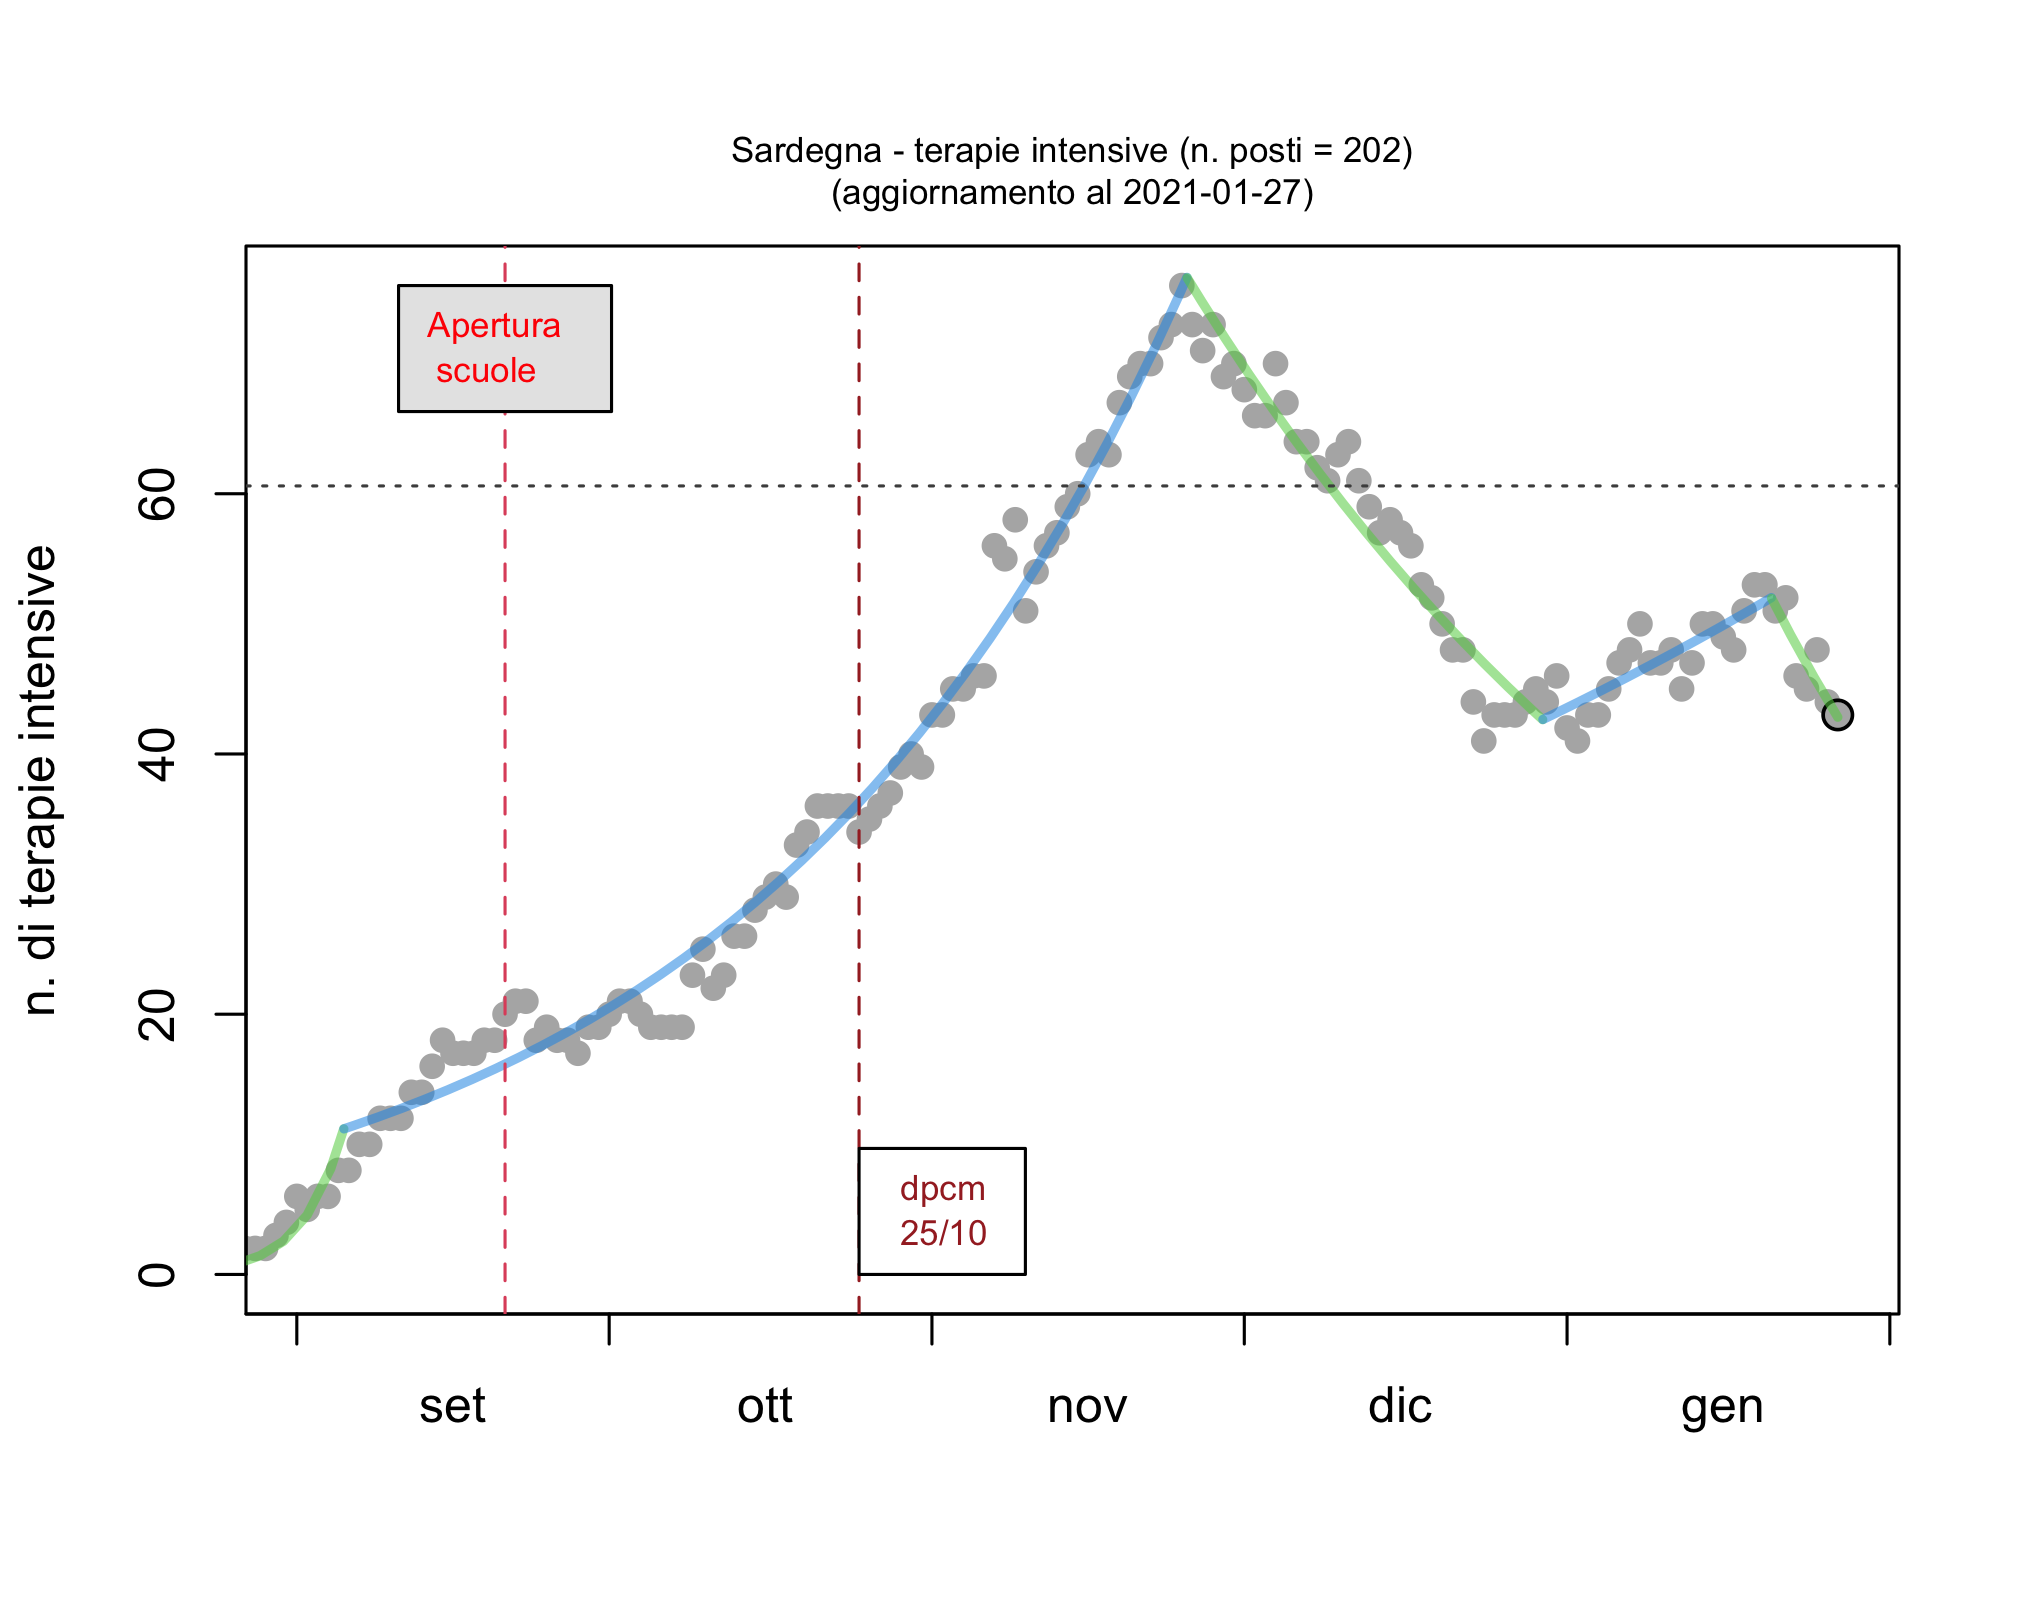 Sardegna - terapie intensive (n. posti = 202)
(aggiornamento al 2021-01-27)
Apertura
scuole
dpcm
25/10
n. di terapie intensive
60
40
20
0
set
ott
nov
dic
gen